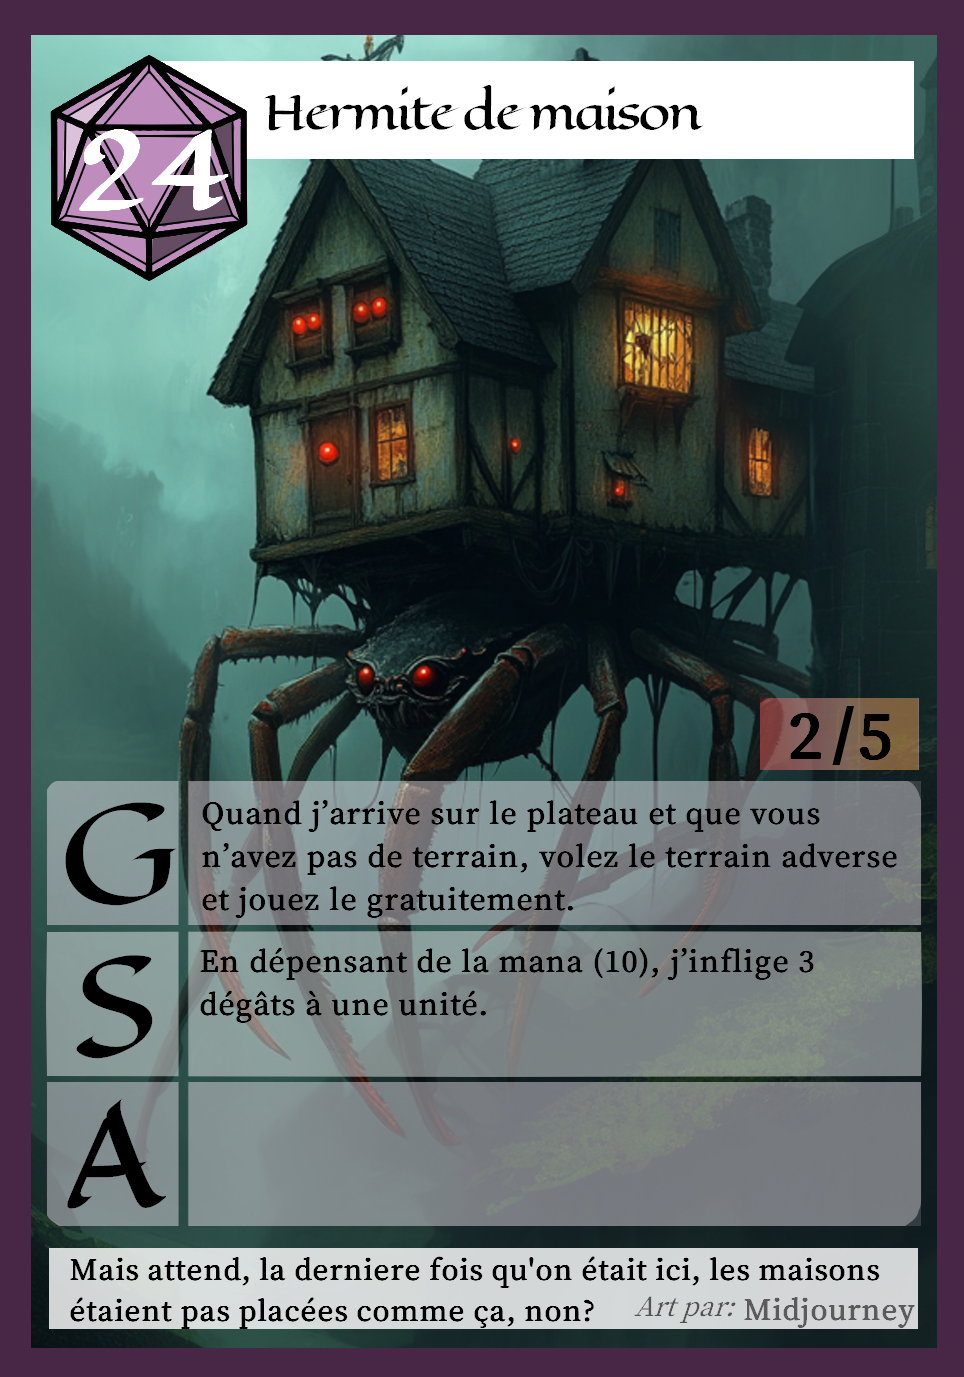 24
Hermite de maison
2/5
G
Quand j’arrive sur le plateau et que vous
n’avez pas de terrain, volez le terrain adverse
et jouez le gratuitement.
S
En dépensant de la mana (10), j’inflige 3
dégâts à une unité.
A
Mais attend, la derniere fois qu'on était ici, les maisons
étaient pas placées comme ça, non?
Art par: Midjourney